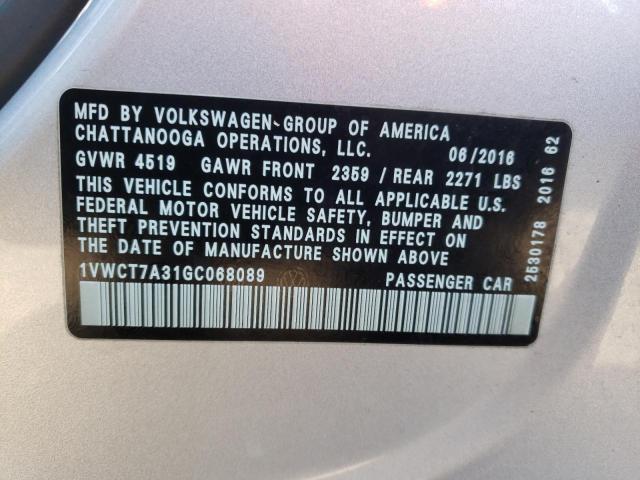 MFD BY VOLKSWAGEN GROUP OF AMERICA
CHATTANOOGA OPERATIONS, LLC. 06/2016
GVWR 4519 GAWR FRONT 2359 / REAR 2271 LBS
THIS VEHICLE CONFORMS TO ALL APPLICABLE U.S.
FEDERAL MOTOR VEHICLE SAFETY, BUMPER AND
THEFT PREVENTION STANDARDS IN EFFECT ON
THE DATE OF MANUFACTURE SHOWN ABOVE
1VWCT7A31GC068089 PASSENGER CAR
2530178 2016 62